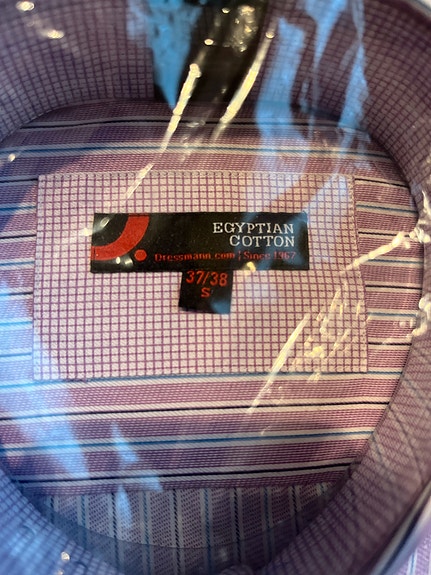 EGYPTIAN
COTTON
Dressmann.com | Since 1967
37/38
S